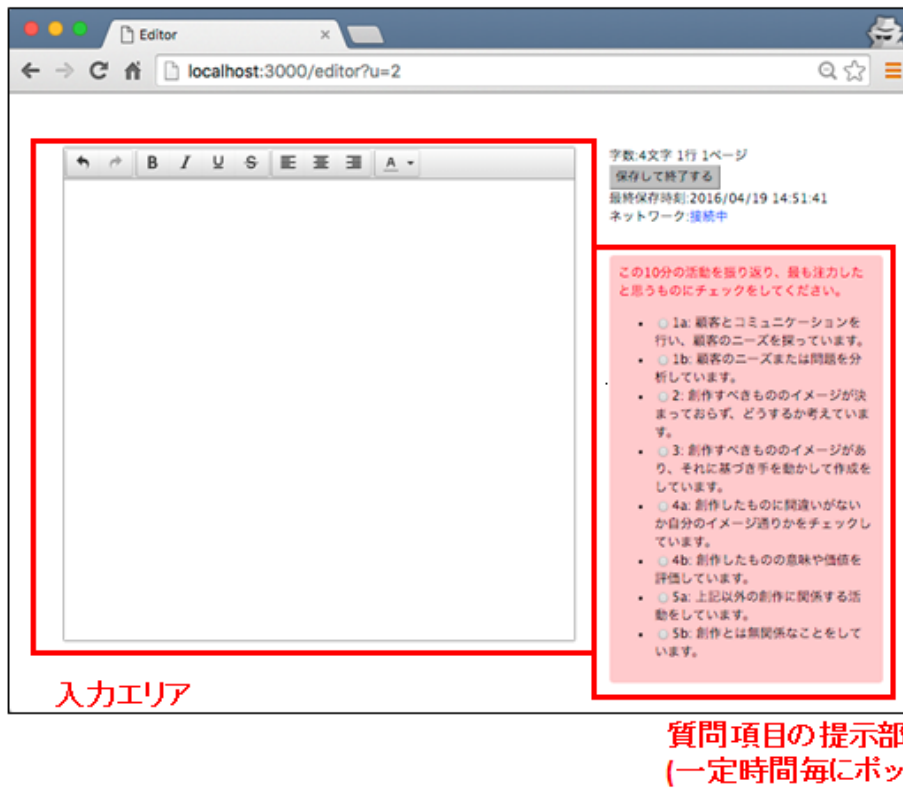 Editor
localhost:3000/editor?u=2
B I U S A
字数:4文字 1行 1ページ
保存して終了する
最終保存時刻:2016/04/19 14:51:41
ネットワーク:接続中
この10分の活動を振り返り、最も注力した
と思うものにチェックをしてください。
1a: 顧客とコミュニケーションを
行い、顧客のニーズを探っています。
1b: 顧客のニーズまたは問題を分
析しています。
2: 創作すべきもののイメージが決
まっておらず、どうするか考えていま
す。
3: 創作すべきもののイメージがあ
り、それに基づき手を動かして作成を
しています。
4a: 創作したものに間違いがない
か自分のイメージ通りかをチェックし
ています。
4b: 創作したものの意味や価値を
評価しています。
5a: 上記以外の創作に関係する活
動をしています。
5b: 創作とは無関係なことをして
います。
入力エリア
質問項目の提示部
(一定時間毎にポッ